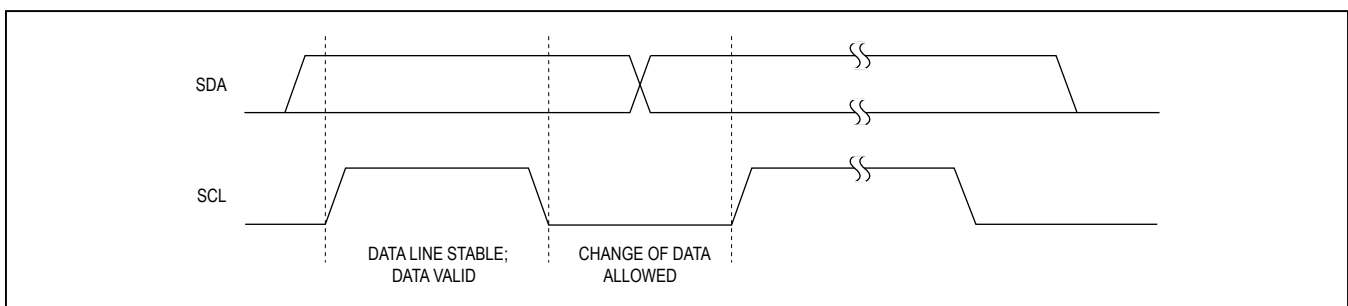 SDA
SCL
DATA LINE STABLE;
DATA VALID
CHANGE OF DATA
ALLOWED